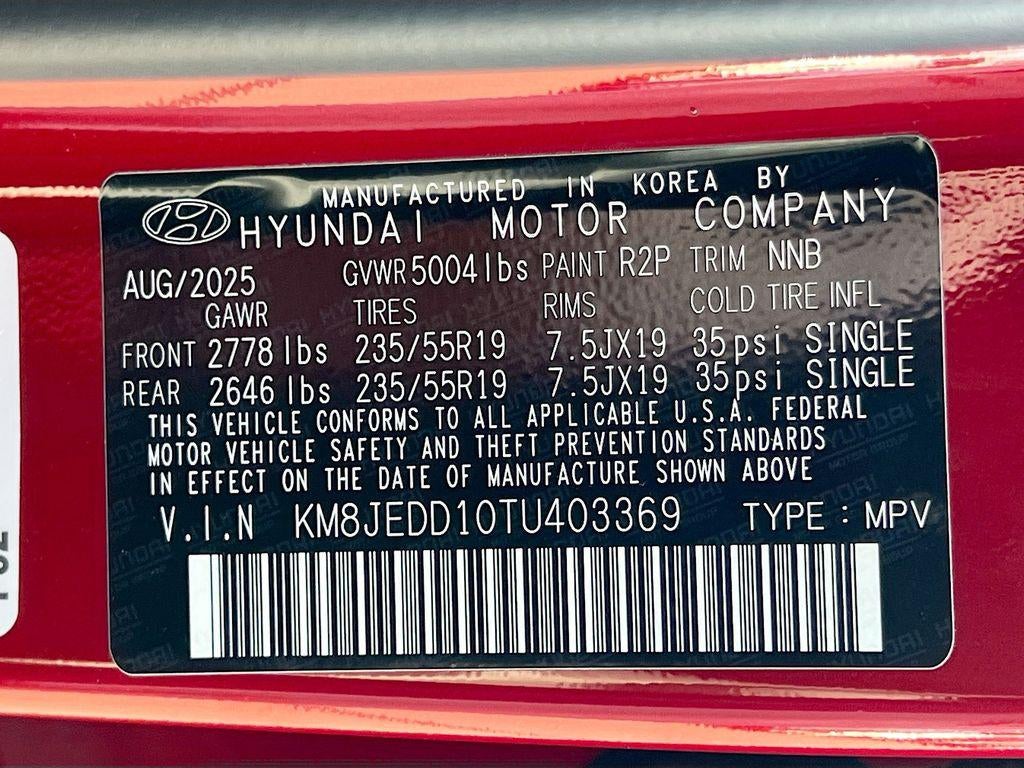 MANUFACTURED IN KOREA BY
HYUNDAI MOTOR COMPANY
AUG/2025 GVWR 5004 lbs PAINT R2P TRIM NNB
GAWR TIRES RIMS COLD TIRE INFL
FRONT 2778 lbs 235/55R19 7.5JX19 35psi SINGLE
REAR 2646 lbs 235/55R19 7.5JX19 35psi SINGLE
THIS VEHICLE CONFORMS TO ALL APPLICABLE U.S.A. FEDERAL
MOTOR VEHICLE SAFETY AND THEFT PREVENTION STANDARDS
IN EFFECT ON THE DATE OF MANUFACTURE SHOWN ABOVE
V.I.N KM8JEDD10TU403369 TYPE : MPV